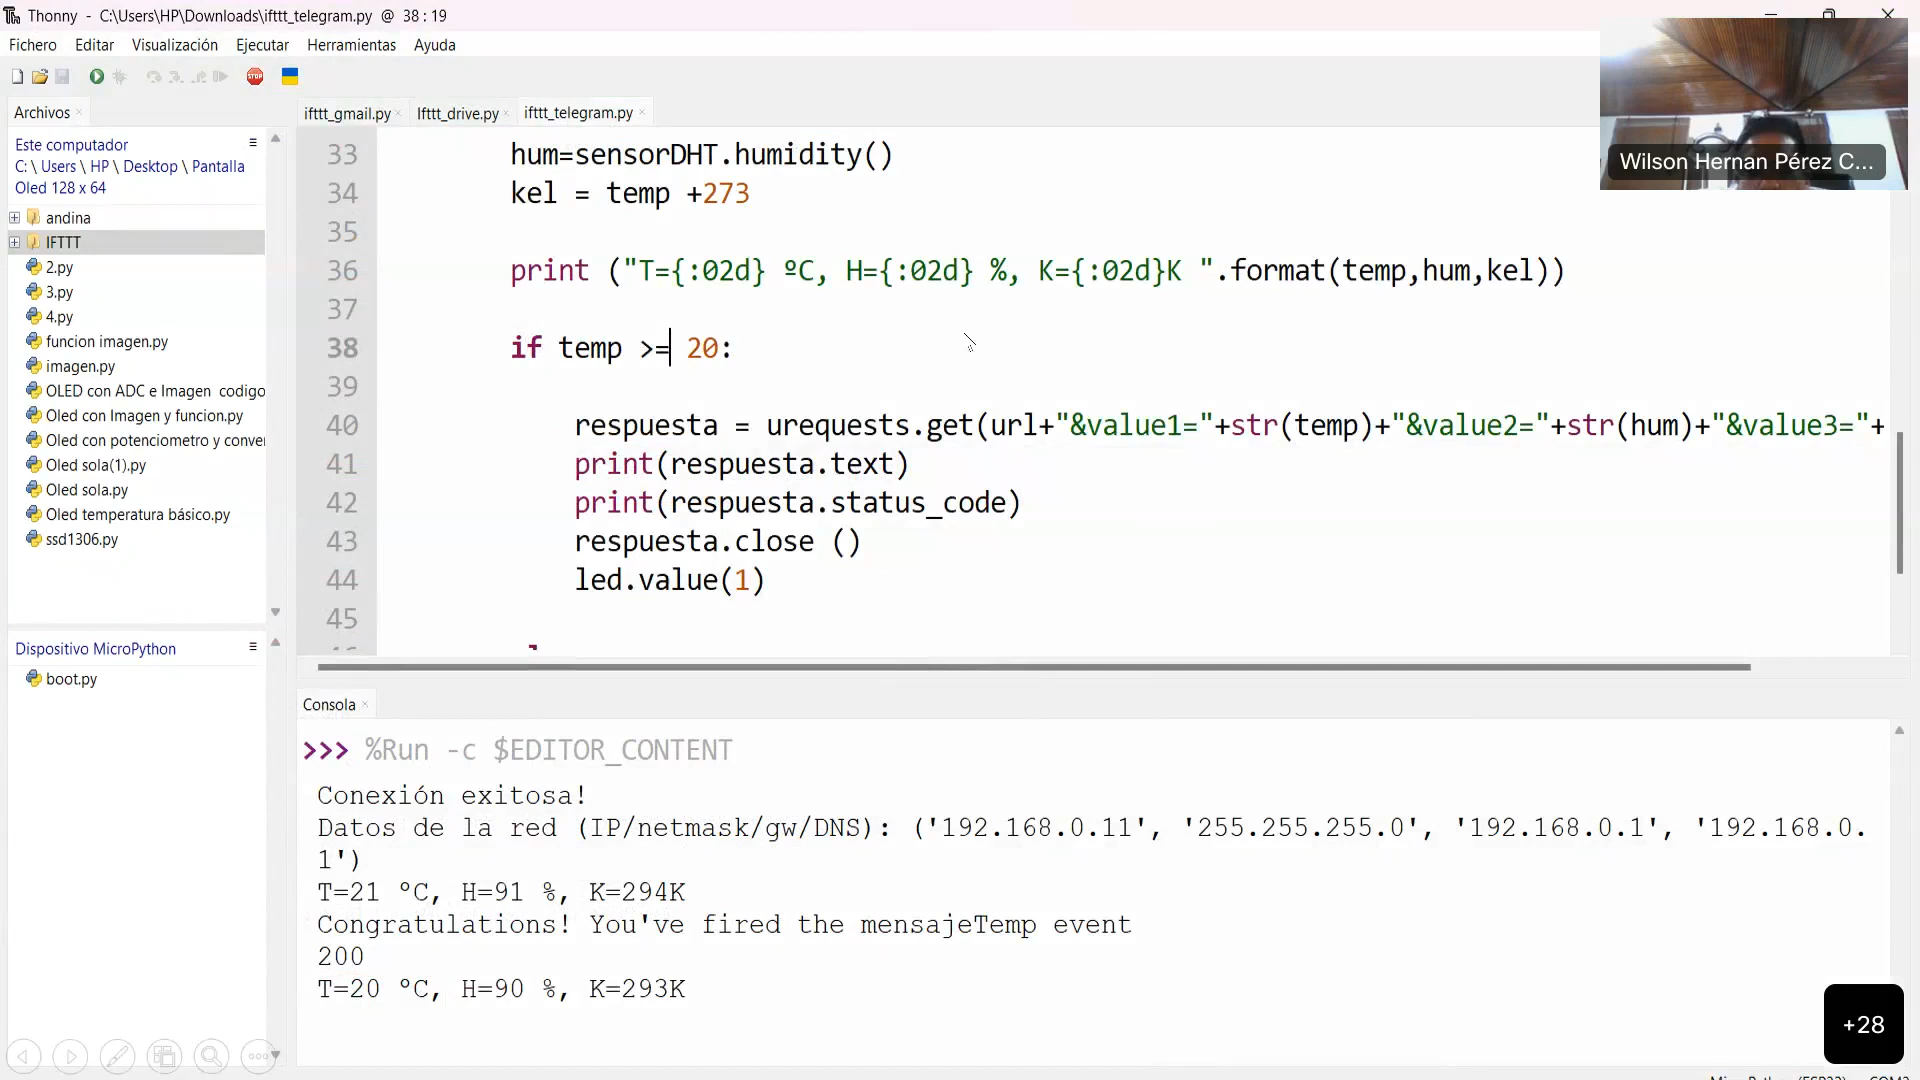 Thonny - C:\Users\HP\Downloads\ifttt_telegram.py @ 38 : 19
Fichero Editar Visualización Ejecutar Herramientas Ayuda
STOP
Archivos
Este computador
C: \ Users \ HP \ Desktop \ Pantalla
Oled 128 x 64
andina
IFTTT
2.py
3.py
4.py
funcion imagen.py
imagen.py
OLED con ADC e Imagen codigo
Oled con Imagen y funcion.py
Oled con potenciometro y conver
Oled sola(1).py
Oled sola.py
Oled temperatura básico.py
ssd1306.py
Dispositivo MicroPython
boot.py
ifttt_gmail.py Ifttt_drive.py ifttt_telegram.py
33 hum=sensorDHT.humidity()
34 kel = temp +273
35
36 print ("T={:02d} ºC, H={:02d} %, K={:02d}K ".format(temp,hum,kel))
37
38 if temp >= 20:
39
40 respuesta = urequests.get(url+"&value1="+str(temp)+"&value2="+str(hum)+"&value3="+
41 print(respuesta.text)
42 print(respuesta.status_code)
43 respuesta.close ()
44 led.value(1)
45
Consola
>>> %Run -c $EDITOR_CONTENT
Conexión exitosa!
Datos de la red (IP/netmask/gw/DNS): ('192.168.0.11', '255.255.255.0', '192.168.0.1', '192.168.0.
1')
T=21 ºC, H=91 %, K=294K
Congratulations! You've fired the mensajeTemp event
200
T=20 ºC, H=90 %, K=293K
Wilson Hernan Pérez C...
+28